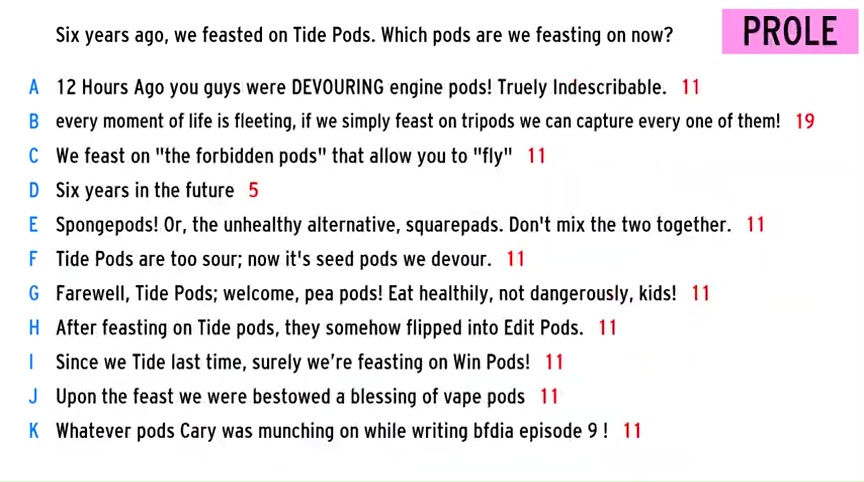 Six years ago, we feasted on Tide Pods. Which pods are we feasting on now?
PROLE
A 12 Hours Ago you guys were DEVOURING engine pods! Truely Indescribable. 11
B every moment of life is fleeting, if we simply feast on tripods we can capture every one of them! 19
C We feast on "the forbidden pods" that allow you to "fly" 11
D Six years in the future 5
E Spongepods! Or, the unhealthy alternative, squarepads. Don't mix the two together. 11
F Tide Pods are too sour; now it's seed pods we devour. 11
G Farewell, Tide Pods; welcome, pea pods! Eat healthily, not dangerously, kids! 11
H After feasting on Tide pods, they somehow flipped into Edit Pods. 11
I Since we Tide last time, surely we're feasting on Win Pods! 11
J Upon the feast we were bestowed a blessing of vape pods 11
K Whatever pods Cary was munching on while writing bfdia episode 9 ! 11